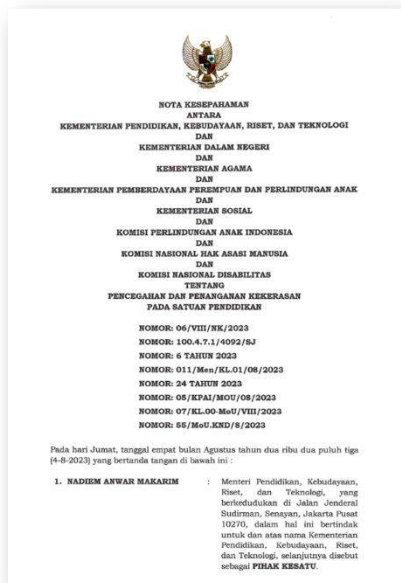 NOTA KESEPAHAMAN
ANTARA
KEMENTERIAN PENDIDIKAN, KEBUDAYAAN, RISET, DAN TEKNOLOGI
DAN
KEMENTERIAN DALAM NEGERI
DAN
KEMENTERIAN AGAMA
DAN
KEMENTERIAN PEMBERDAYAAN PEREMPUAN DAN PERLINDUNGAN ANAK
DAN
KEMENTERIAN SOSIAL
DAN
KOMISI PERLINDUNGAN ANAK INDONESIA
DAN
KOMISI NASIONAL HAK ASASI MANUSIA
DAN
KOMISI NASIONAL DISABILITAS
TENTANG
PENCEGAHAN DAN PENANGANAN KEKERASAN
PADA SATUAN PENDIDIKAN
NOMOR: 06/VIII/NK/2023
NOMOR: 100.4.7.1/4092/SJ
NOMOR: 6 TAHUN 2023
NOMOR: 011/Men/KL.01/08/2023
NOMOR: 24 TAHUN 2023
NOMOR: 05/KPAI/MOU/08/2023
NOMOR: 07/KL.00-MoU/VIII/2023
NOMOR: 55/MoU.KND/8/2023
Pada hari Jumat, tanggal empat bulan Agustus tahun dua ribu dua puluh tiga
(4-8-2023) yang bertanda tangan di bawah ini :
1. NADIEM ANWAR MAKARIM : Menteri Pendidikan, Kebudayaan,
Riset, dan Teknologi, yang
berkedudukan di Jalan Jenderal
Sudirman, Senayan, Jakarta Pusat
10270, dalam hal ini bertindak
untuk dan atas nama Kementerian
Pendidikan, Kebudayaan, Riset,
dan Teknologi, selanjutnya disebut
sebagai PIHAK KESATU.